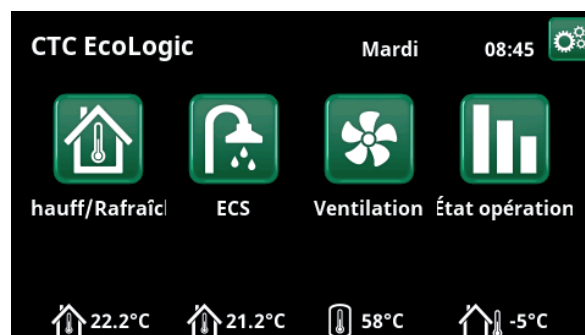 CTC EcoLogic Mardi 08:45
hauff/Rafraîcl ECS Ventilation État opération
22.2°C 21.2°C 58°C -5°C